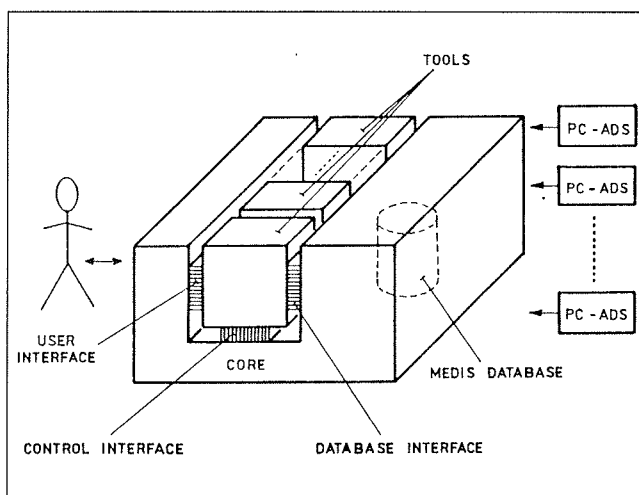 TOOLS
PC-ADS
PC-ADS
PC-ADS
USER
INTERFACE
CORE
MEDIS DATABASE
CONTROL INTERFACE
DATABASE INTERFACE